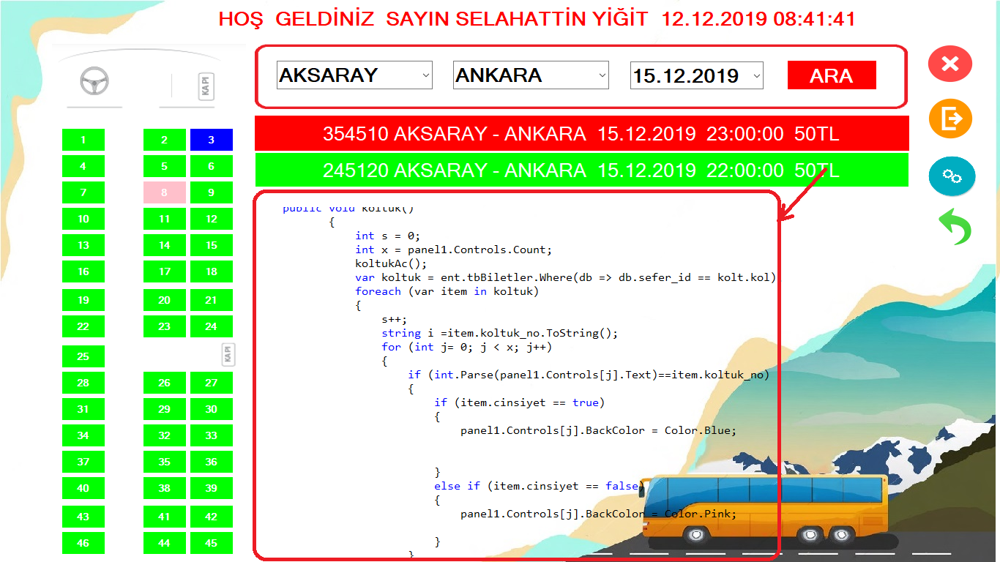 HOŞ GELDİNİZ SAYIN SELAHATTİN YİĞİT 12.12.2019 08:41:41
AKSARAY ANKARA 15.12.2019 ARA
KAPI
354510 AKSARAY - ANKARA 15.12.2019 23:00:00 50TL
245120 AKSARAY - ANKARA 15.12.2019 22:00:00 50TL
1 2 3
4 5 6
7 8 9
10 11 12
13 14 15
16 17 18
19 20 21
22 23 24
25 KAPI
28 26 27
31 29 30
34 32 33
37 35 36
40 38 39
43 41 42
46 44 45
public void koltuk()
{
int s = 0;
int x = panel1.Controls.Count;
koltukAc();
var koltuk = ent.tbBiletler.Where(db => db.sefer_id == kolt.kol)
foreach (var item in koltuk)
{
s++;
string i =item.koltuk_no.ToString();
for (int j= 0; j < x; j++)
{
if (int.Parse(panel1.Controls[j].Text)==item.koltuk_no)
{
if (item.cinsiyet == true)
{
panel1.Controls[j].BackColor = Color.Blue;
}
else if (item.cinsiyet == false)
{
panel1.Controls[j].BackColor = Color.Pink;
}
}